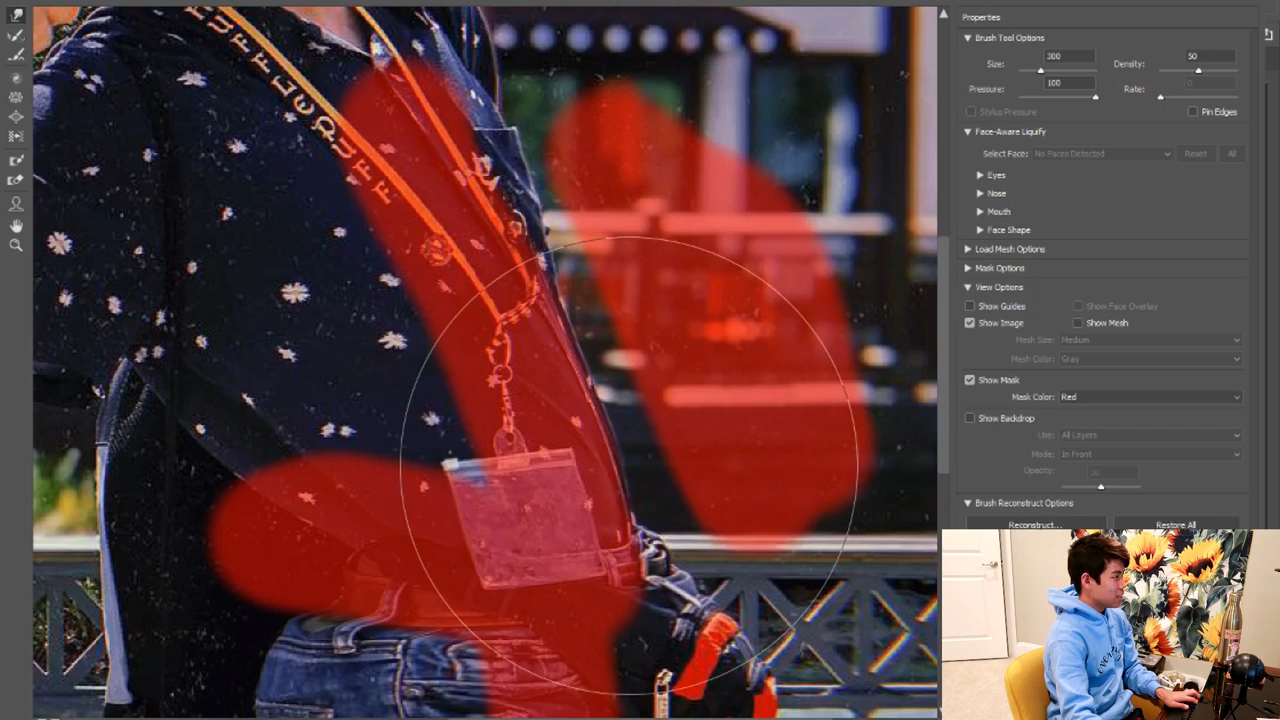 Properties
Brush Tool Options
Size: 300 Density: 50
Pressure: 100 Rate: 0
Stylus Pressure Pin Edges
Face-Aware Liquify
Select Face: No Faces Detected Reset All
Eyes
Nose
Mouth
Face Shape
Load Mesh Options
Mask Options
View Options
Show Guides Show Face Overlay
Show Image Show Mesh
Mesh Size: Medium
Mesh Color: Gray
Show Mask
Mask Color: Red
Show Backdrop
Use: All Layers
Mode: In Front
Opacity: 50
Brush Reconstruct Options
Reconstruct... Restore All